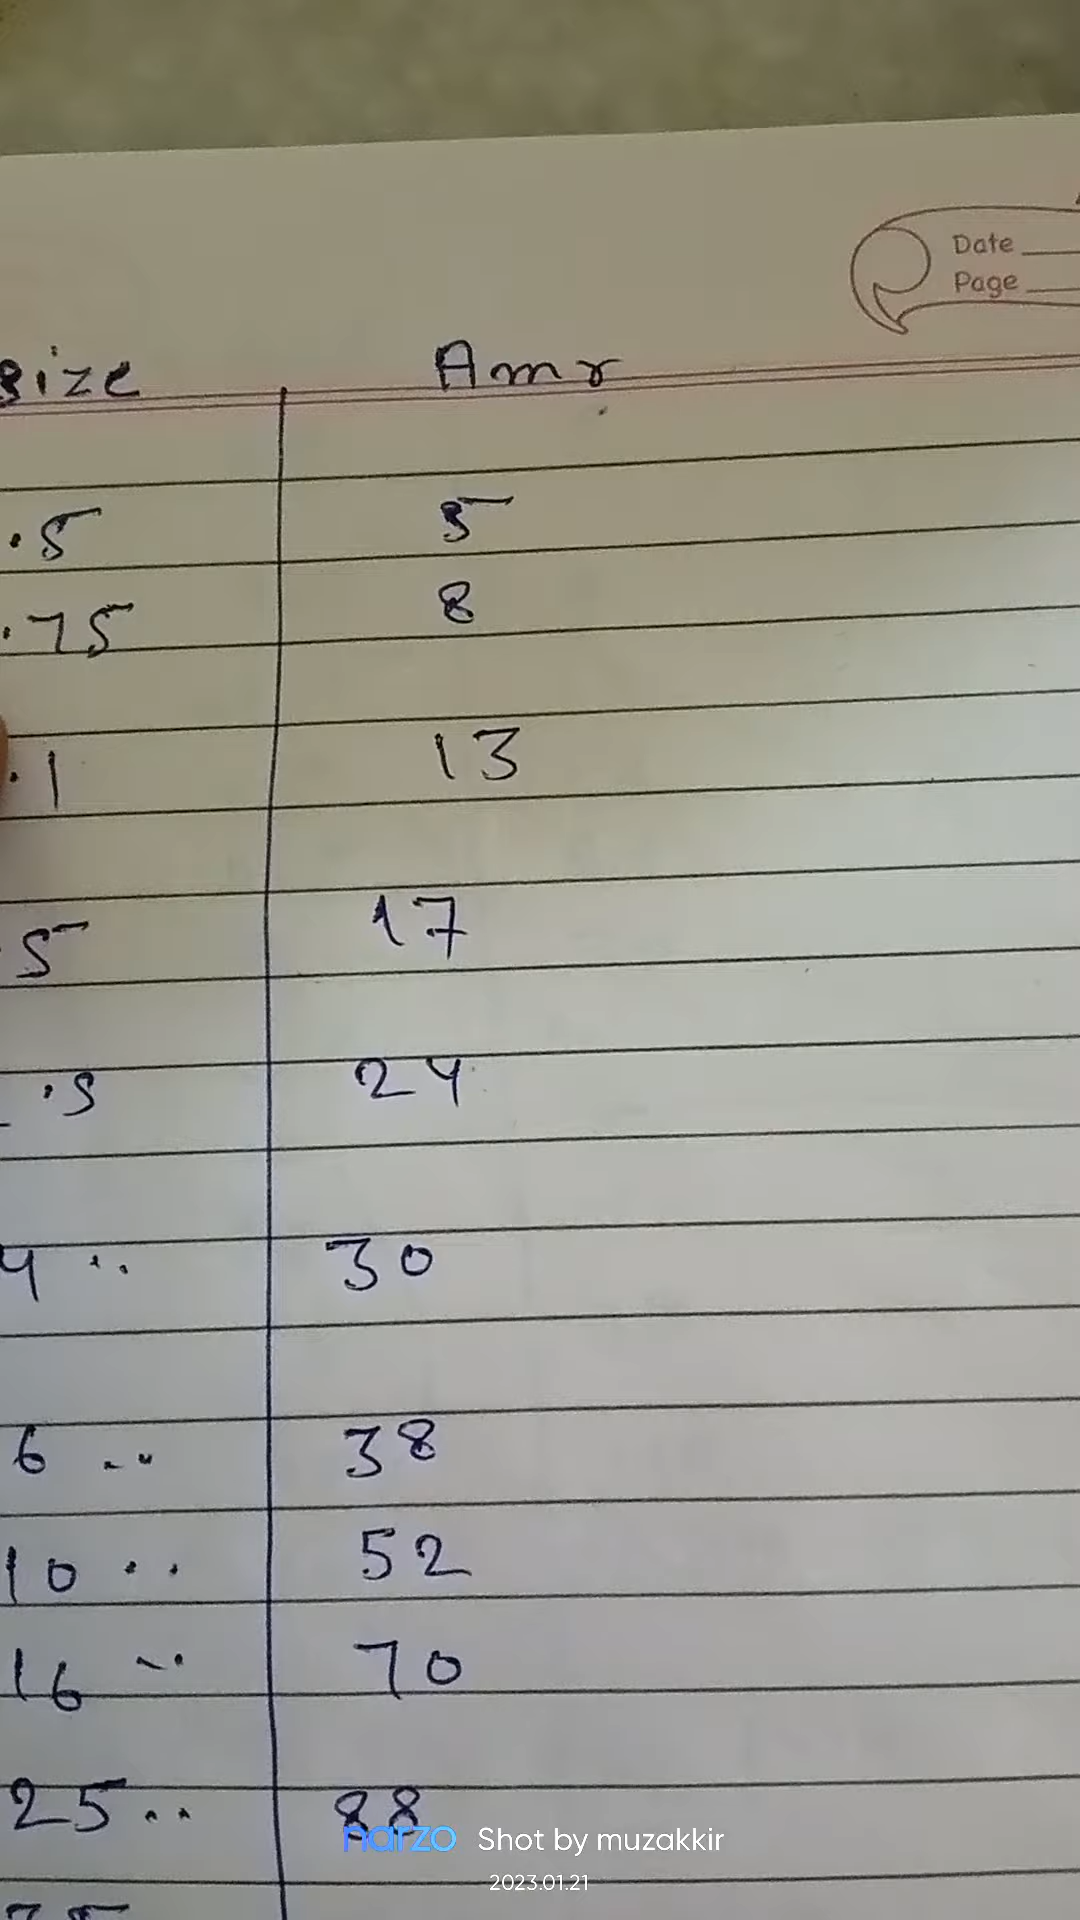 Date
Page
size Amr
.5 5
.75 8
.1 13
5 17
.5 24
4 .. 30
6 .. 38
10 .. 52
16 .. 70
25 .. 88
narzo Shot by muzakkir
2023.01.21